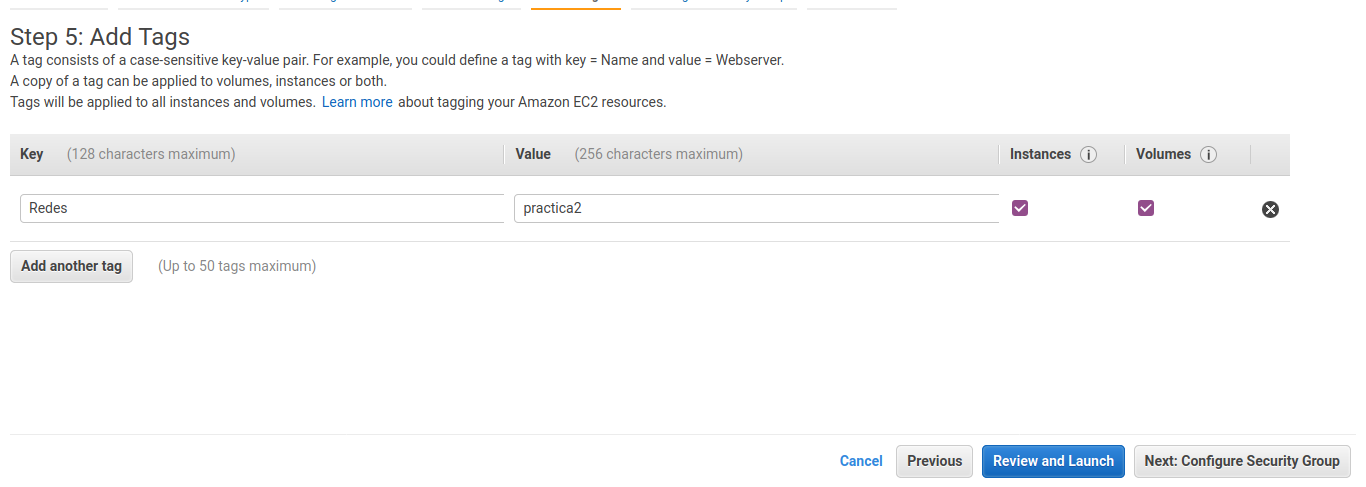 Step 5: Add Tags
A tag consists of a case-sensitive key-value pair. For example, you could define a tag with key = Name and value = Webserver.
A copy of a tag can be applied to volumes, instances or both.
Tags will be applied to all instances and volumes. Learn more about tagging your Amazon EC2 resources.
Key (128 characters maximum) Value (256 characters maximum) Instances i Volumes i
Redes practica2
Add another tag (Up to 50 tags maximum)
Cancel Previous Review and Launch Next: Configure Security Group